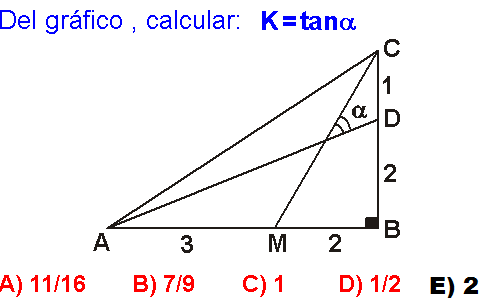 Del gráfico , calcular: K=tanα
C
1
α
D
2
A 3 M 2 B
A) 11/16 B) 7/9 C) 1 D) 1/2 E) 2